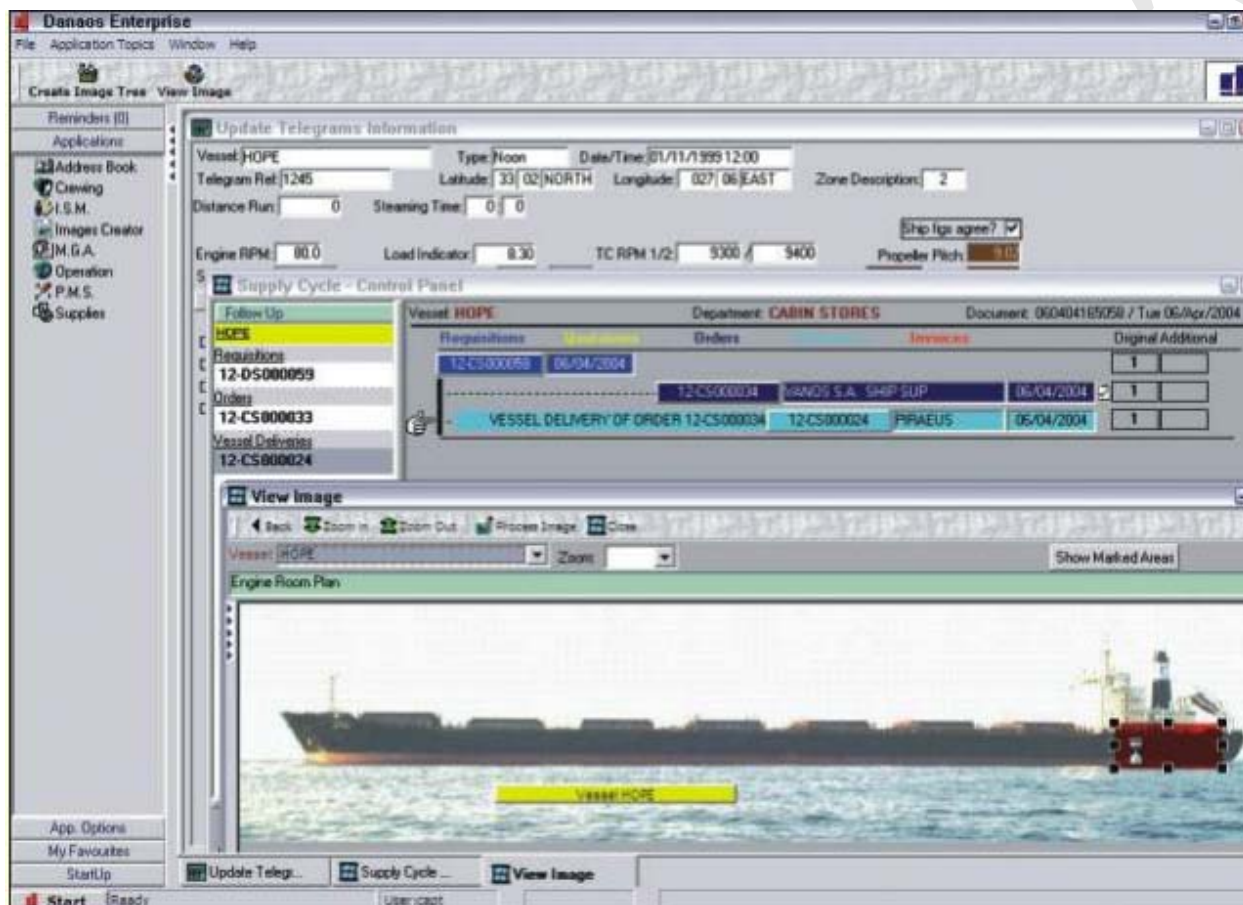 Danaos Enterprise
File Application Topics Window Help
Create Image Tree View Image
Reminders (0)
Applications
Address Book
Crewing
I.S.M.
Images Creator
M.G.A.
Operation
P.M.S.
Supplies
App. Options
My Favourites
StartUp
Update Telegrams Information
Vessel: HOPE Type: Noon Date/Time: 01/11/1999 12:00
Telegram Ref: 1245 Latitude: 33 02 NORTH Longitude: 027 06 EAST Zone Description: 2
Distance Run: 0 Steaming Time: 0 : 0
Ship figs agree?
Engine RPM: 80.0 Load Indicator: 8.30 TC RPM 1/2: 9300 / 9400 Propeller Pitch:
Supply Cycle - Control Panel
Follow Up
HOPE
Requisitions
12-DS000059
Orders
12-CS000033
Vessel Deliveries
12-CS000024
Vessel: HOPE Department: CABIN STORES Document: 060404165058 / Tue 06/Apr/2004
Requisitions Orders Invoices Original Additional
12-CS000059 06/04/2004 1
12-CS000034 IVANOS S.A. SHIP SUP 06/04/2004 1
VESSEL DELIVERY OF ORDER 12-CS000034 12-CS000024 PIRAEUS 06/04/2004 1
View Image
Back Zoom In Zoom Out Process Image Close
Vessel: HOPE Zoom: Show Marked Areas
Engine Room Plan
Vessel HOPE
Update Telegr... Supply Cycle ... View Image
Start Ready User:capt